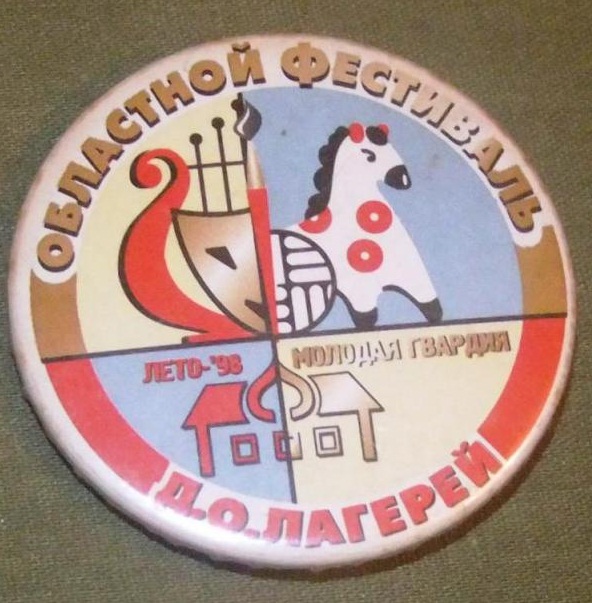 ОБЛАСТНОЙ ФЕСТИВАЛЬ
ЛЕТО-'98
МОЛОДАЯ ГВАРДИЯ
Д.О.ЛАГЕРЕЙ